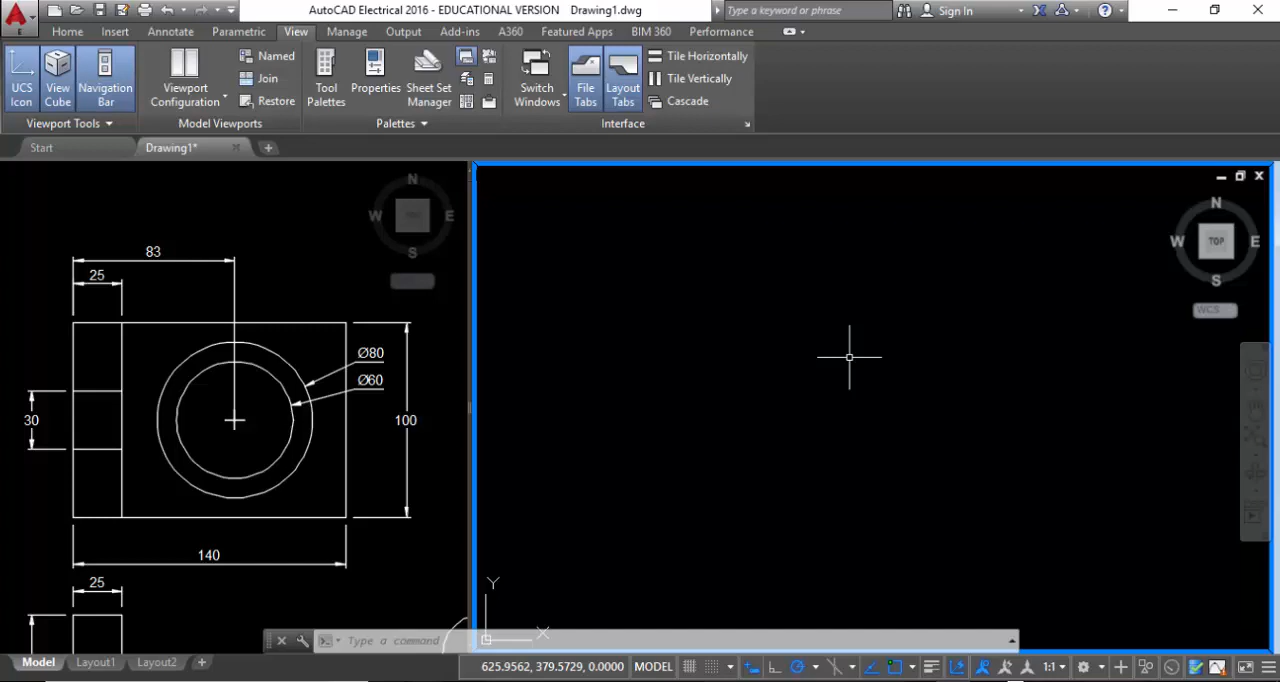 AutoCAD Electrical 2016 - EDUCATIONAL VERSION Drawing1.dwg
Type a keyword or phrase
Sign In
Home Insert Annotate Parametric View Manage Output Add-ins A360 Featured Apps BIM 360 Performance
UCS Icon
View Cube
Navigation Bar
Viewport Tools
Viewport Configuration
Named
Join
Restore
Model Viewports
Tool Palettes
Properties
Sheet Set Manager
Palettes
Switch Windows
File Tabs
Layout Tabs
Tile Horizontally
Tile Vertically
Cascade
Interface
Start
Drawing1*
N
W
E
S
83
25
Ø80
Ø60
30
100
140
25
N
W
TOP
E
S
WCS
Y
X
Type a command
Model Layout1 Layout2
625.9562, 379.5729, 0.0000 MODEL
1:1